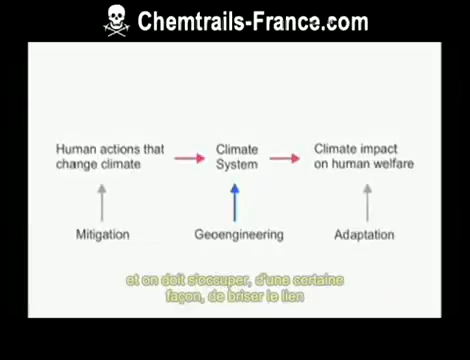 Chemtrails-France.com
Human actions that
change climate
Climate
System
Climate impact
on human welfare
Mitigation
Geoengineering
Adaptation
et on doit s'occuper, d'une certaine
façon, de briser le lien